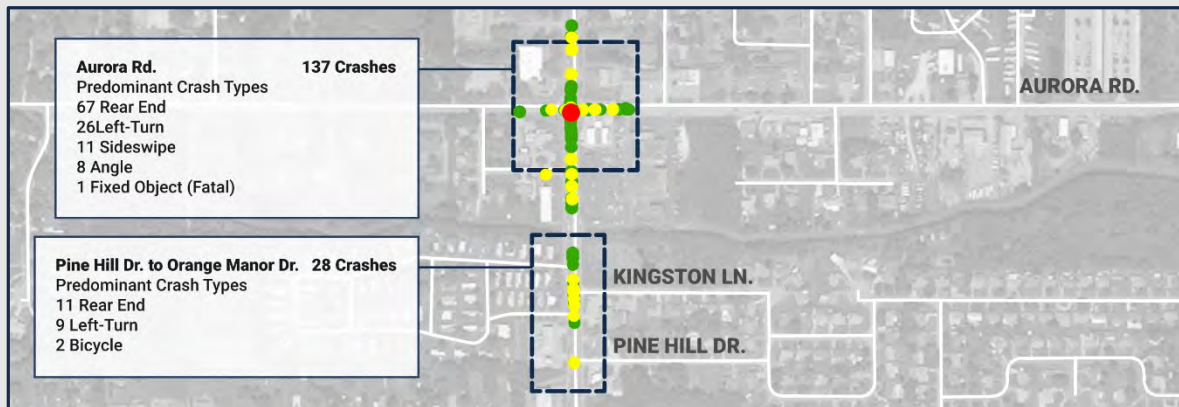 Aurora Rd. 137 Crashes
Predominant Crash Types
67 Rear End
26Left-Turn
11 Sideswipe
8 Angle
1 Fixed Object (Fatal)
AURORA RD.
Pine Hill Dr. to Orange Manor Dr. 28 Crashes
Predominant Crash Types
11 Rear End
9 Left-Turn
2 Bicycle
KINGSTON LN.
PINE HILL DR.